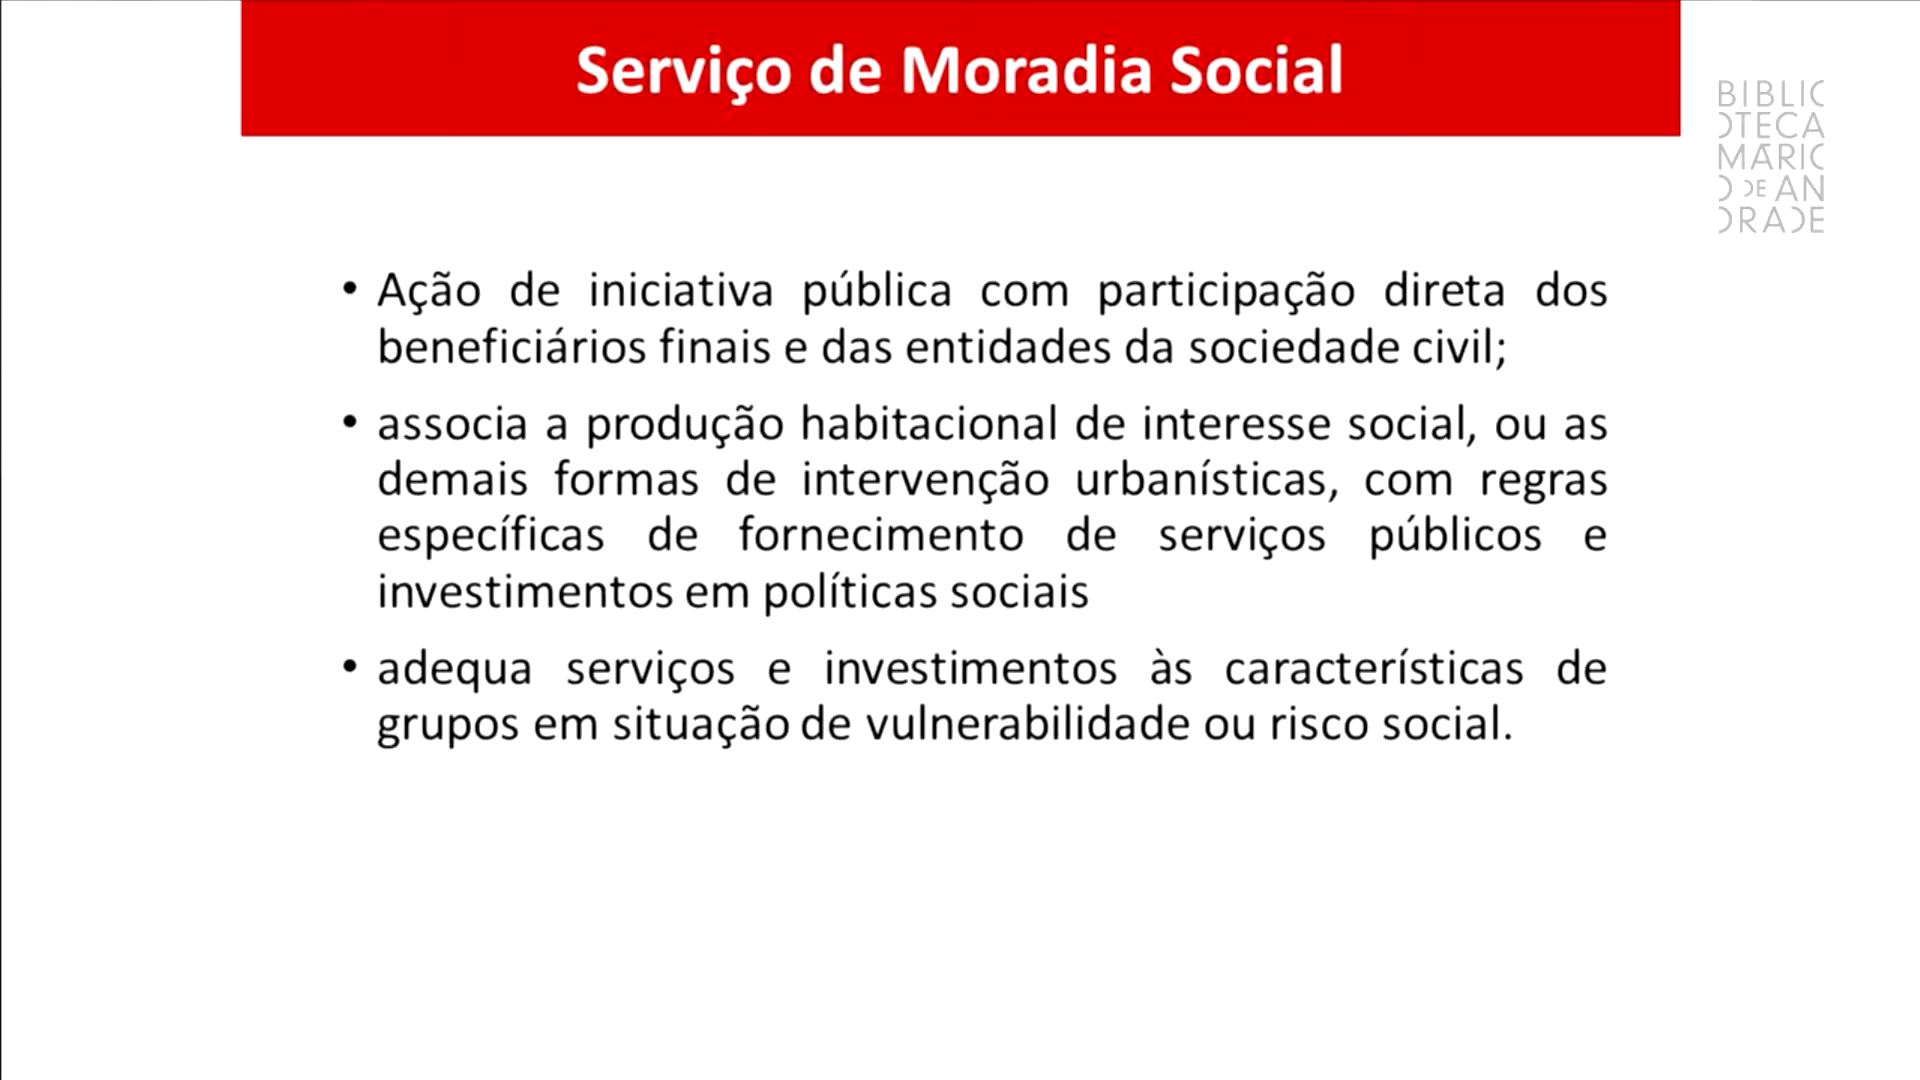 Serviço de Moradia Social
BIBLIC
OTECA
MÁRIO
O DE AN
DRADE
• Ação de iniciativa pública com participação direta dos
beneficiários finais e das entidades da sociedade civil;
• associa a produção habitacional de interesse social, ou as
demais formas de intervenção urbanísticas, com regras
específicas de fornecimento de serviços públicos e
investimentos em políticas sociais
• adequa serviços e investimentos às características de
grupos em situação de vulnerabilidade ou risco social.